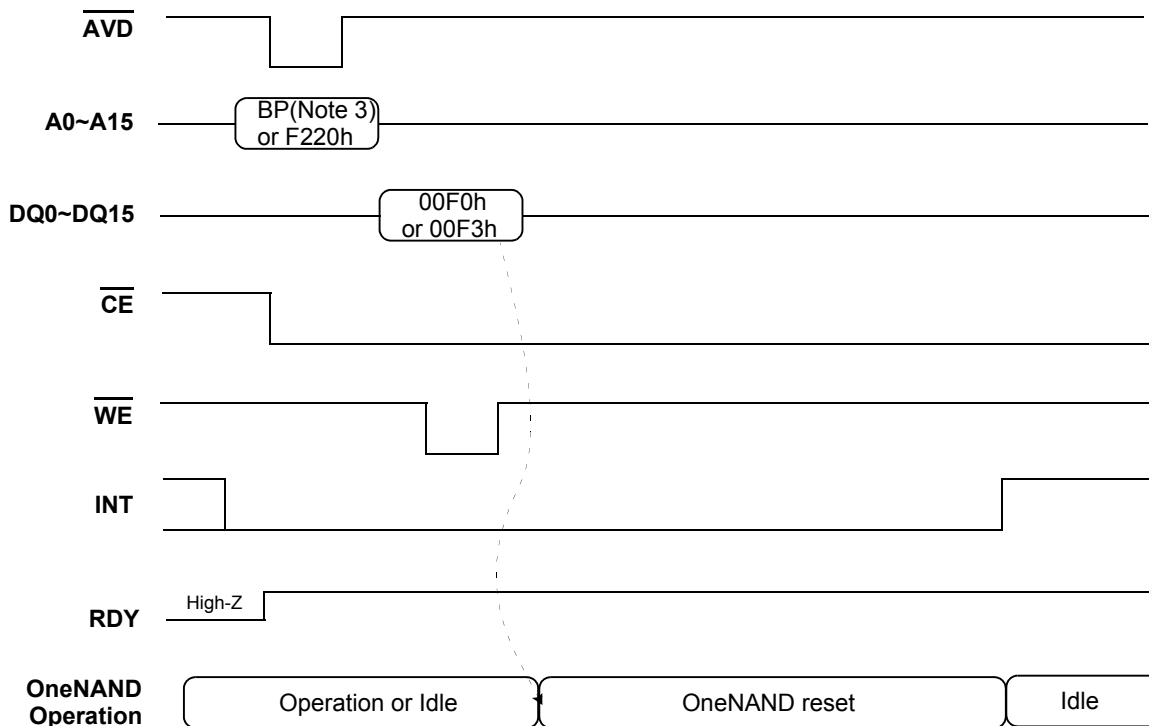 AVD
A0~A15
BP(Note 3)
or F220h
DQ0~DQ15
00F0h
or 00F3h
CE
WE
INT
RDY
High-Z
OneNAND
Operation
Operation or Idle
OneNAND reset
Idle